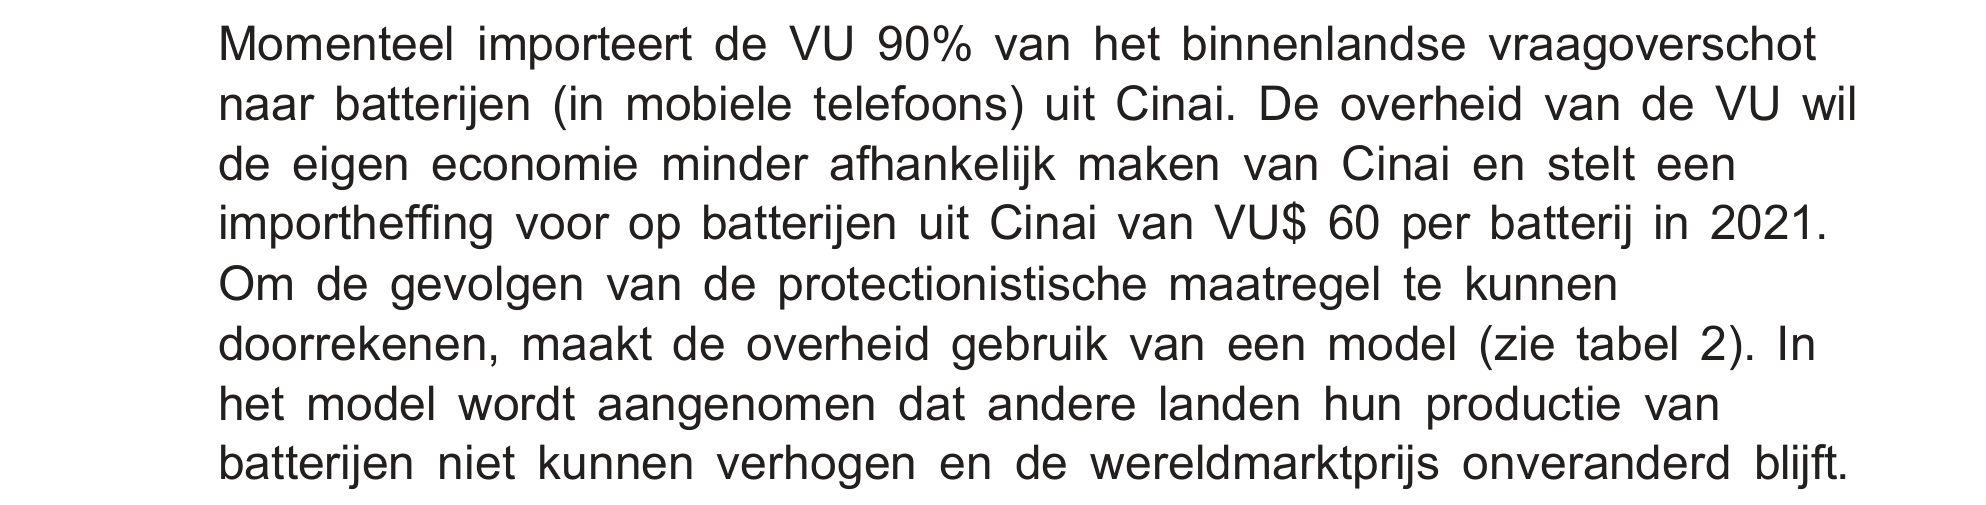 Momenteel importeert de VU 90% van het binnenlandse vraagoverschot
naar batterijen (in mobiele telefoons) uit Cinai. De overheid van de VU wil
de eigen economie minder afhankelijk maken van Cinai en stelt een
importheffing voor op batterijen uit Cinai van VU$ 60 per batterij in 2021.
Om de gevolgen van de protectionistische maatregel te kunnen
doorrekenen, maakt de overheid gebruik van een model (zie tabel 2). In
het model wordt aangenomen dat andere landen hun productie van
batterijen niet kunnen verhogen en de wereldmarktprijs onveranderd blijft.